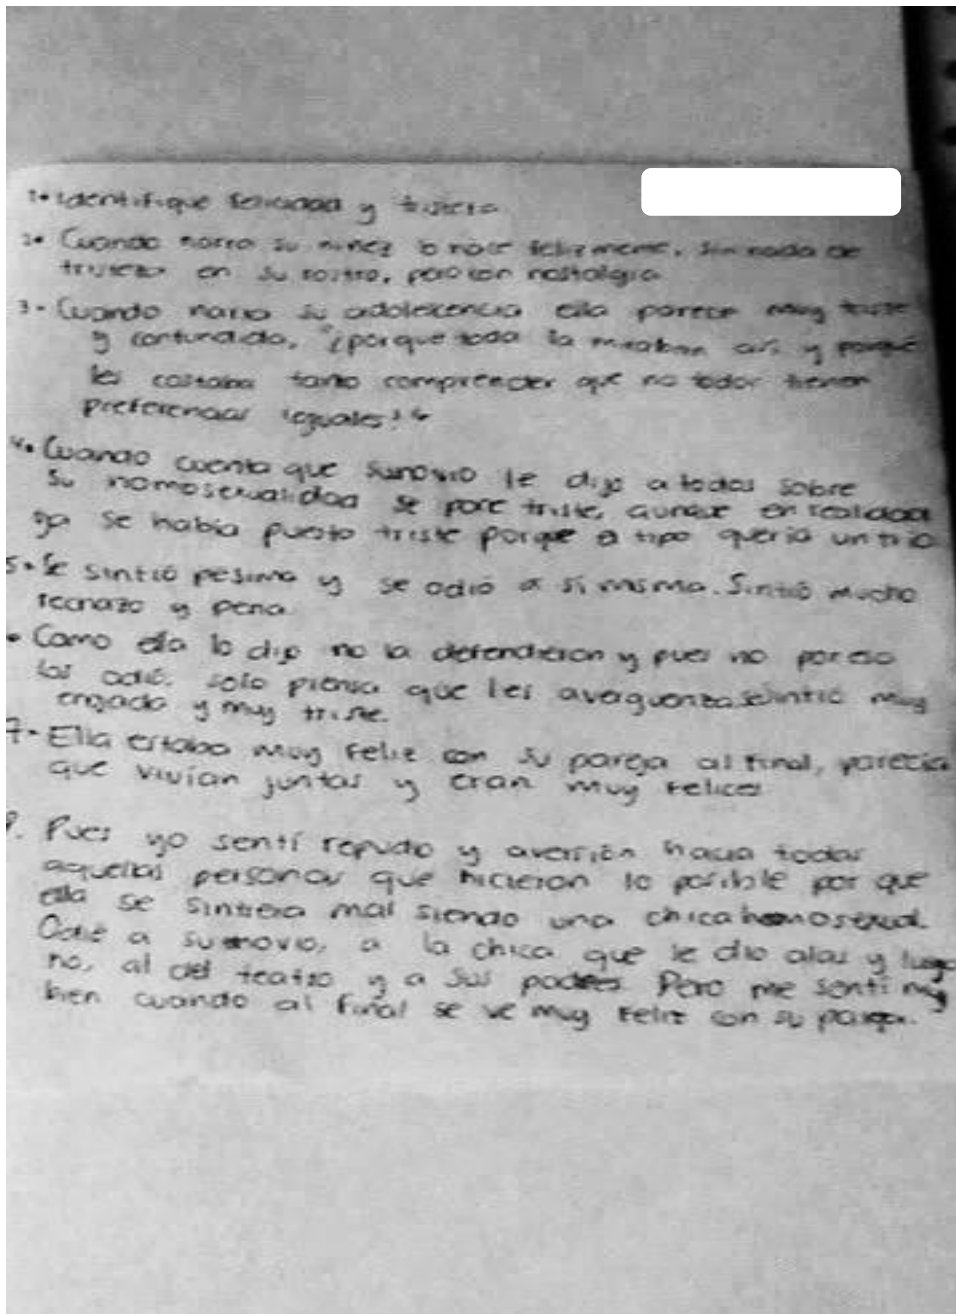 1• Identifique felicidad y tristeza
2• Cuando narra su niñez lo hace felizmente, sin nada de
tristeza en su rostro, pero con nostalgia
3- Cuando narra su adolescencia ella parece muy triste
y confundida, "¿porque toda la miraban así y porqué
les costaba tanto comprender que no todos tienen
preferencias iguales?"
4• Cuando cuenta que su novio le dijo a todos sobre
su homosexualidad se pone triste, aunque en realidad
ya se había puesto triste porque el tipo quería un trío
5• Se sintió pésima y se odió a sí misma. Sintió mucho
rechazo y pena
• Como ella lo dijo no la defendieron y pues no por eso
los odió, solo piensa que les averguenza sintió muy
enojada y muy triste.
7- Ella estaba muy feliz con su pareja al final, parecía
que vivían juntas y eran muy felices
8. Pues yo sentí repudio y aversión hacia todas
aquellas personas que hicieron lo posible por que
ella se sintiera mal siendo una chica homosexual.
Odié a su novio, a la chica que le dio alas y luego
no, al del teatro y a sus padres Pero me sentí muy
bien cuando al final se ve muy feliz con su pareja.